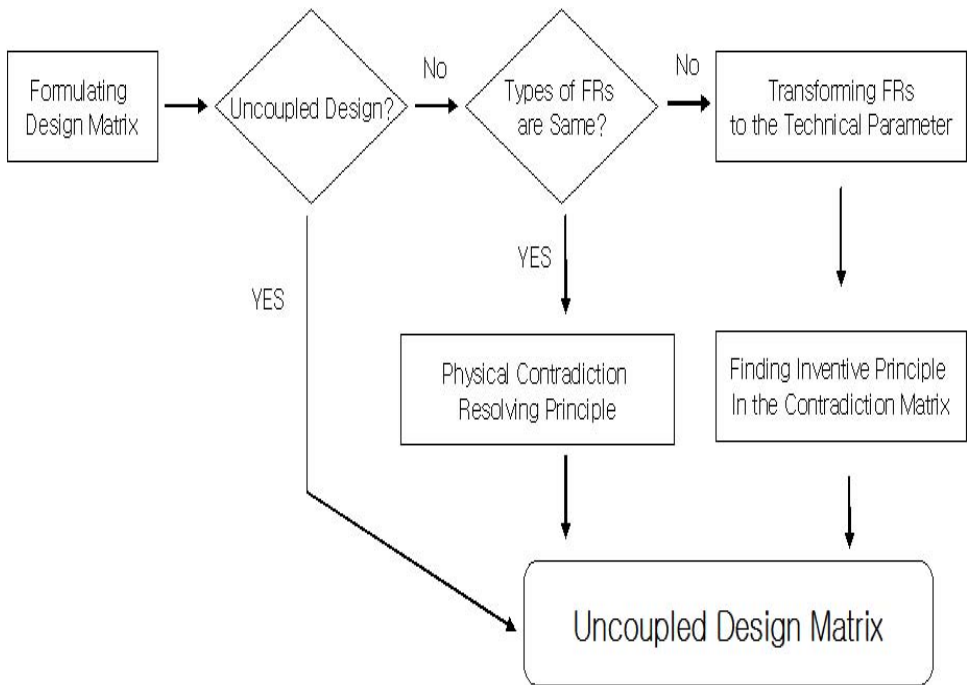 Formulating
Design Matrix
Uncoupled Design?
No
Types of FRs
are Same?
No
Transforming FRs
to the Technical Parameter
YES
YES
Physical Contradiction
Resolving Principle
Finding Inventive Principle
In the Contradiction Matrix
Uncoupled Design Matrix